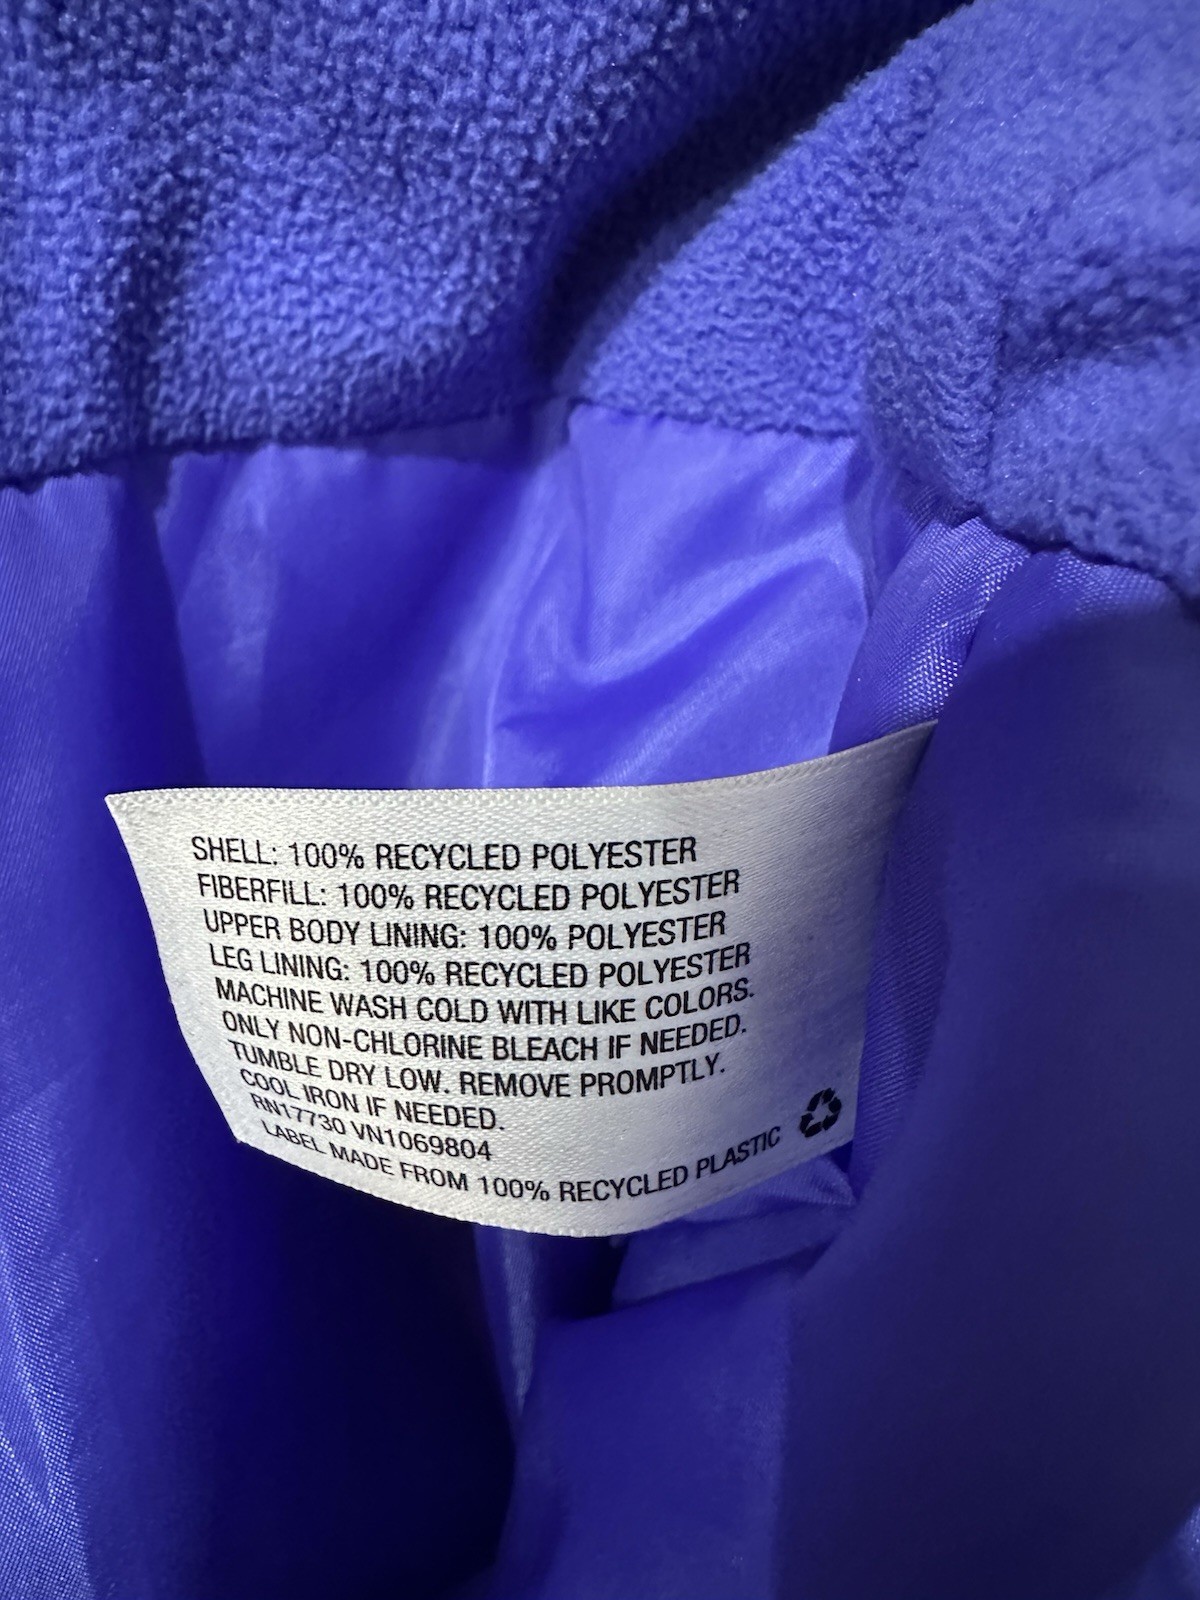 SHELL: 100% RECYCLED POLYESTER
FIBERFILL: 100% RECYCLED POLYESTER
UPPER BODY LINING: 100% POLYESTER
LEG LINING: 100% RECYCLED POLYESTER
MACHINE WASH COLD WITH LIKE COLORS.
ONLY NON-CHLORINE BLEACH IF NEEDED.
TUMBLE DRY LOW. REMOVE PROMPTLY.
COOL IRON IF NEEDED.
RN17730 VN1069804
LABEL MADE FROM 100% RECYCLED PLASTIC